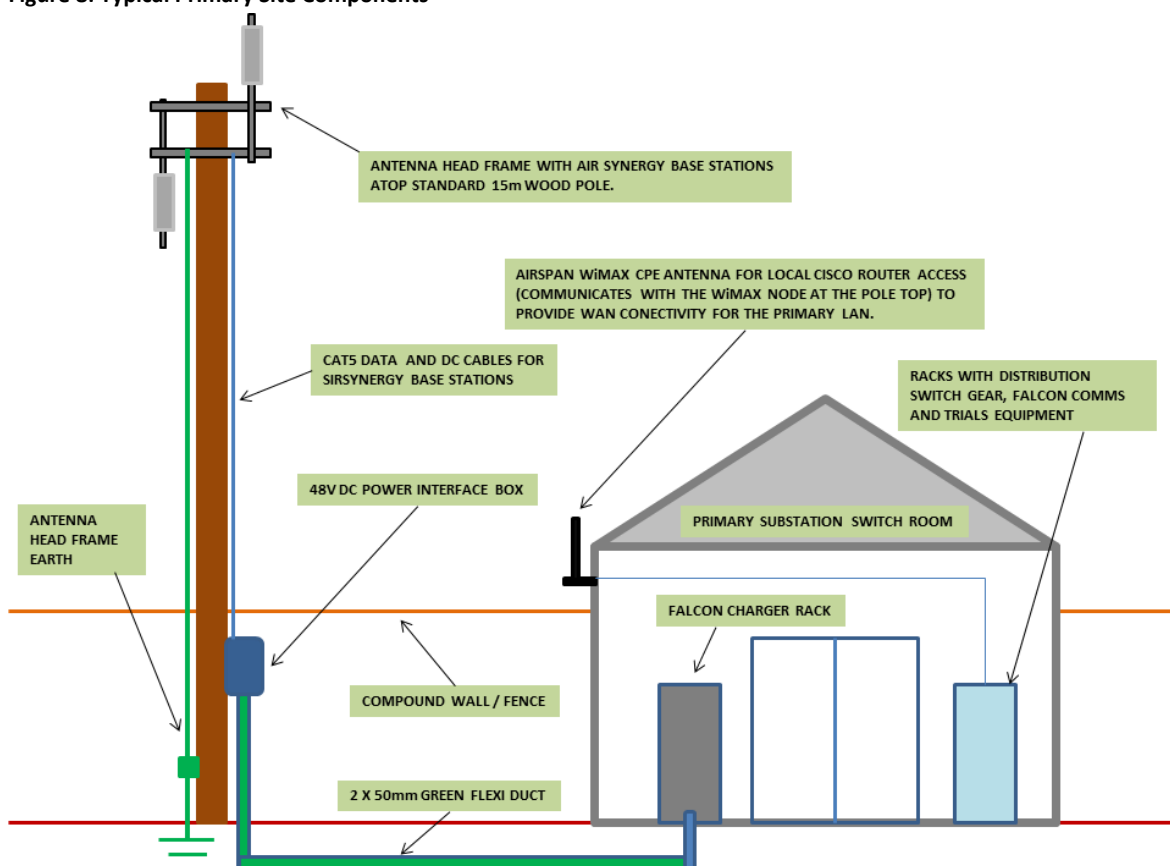 Typical Primary Site Components
ANTENNA HEAD FRAME WITH AIR SYNERGY BASE STATIONS
ATOP STANDARD 15m WOOD POLE.
AIRSPAN WiMAX CPE ANTENNA FOR LOCAL CISCO ROUTER ACCESS
(COMMUNICATES WITH THE WiMAX NODE AT THE POLE TOP) TO
PROVIDE WAN CONECTIVITY FOR THE PRIMARY LAN.
CAT5 DATA AND DC CABLES FOR
SIRSYNERGY BASE STATIONS
RACKS WITH DISTRIBUTION
SWITCH GEAR, FALCON COMMS
AND TRIALS EQUIPMENT
48V DC POWER INTERFACE BOX
ANTENNA
HEAD FRAME
EARTH
PRIMARY SUBSTATION SWITCH ROOM
FALCON CHARGER RACK
COMPOUND WALL / FENCE
2 X 50mm GREEN FLEXI DUCT